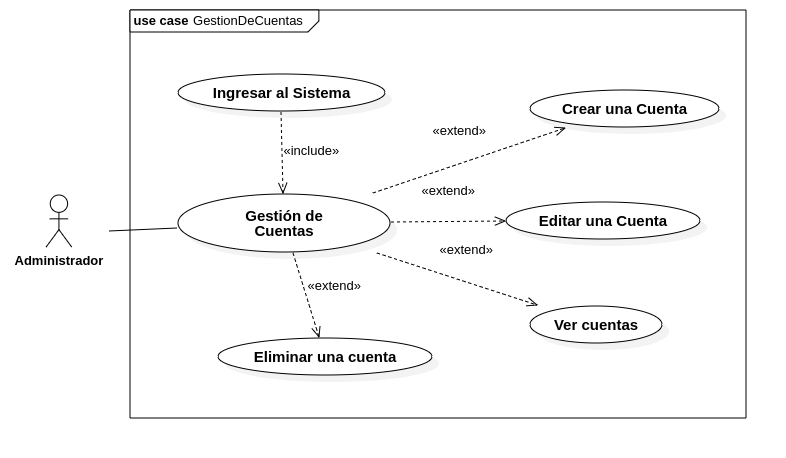 use case GestionDeCuentas
Ingresar al Sistema
Crear una Cuenta
«extend»
«include»
«extend»
Gestión de
Cuentas
Editar una Cuenta
«extend»
Administrador
«extend»
Ver cuentas
Eliminar una cuenta